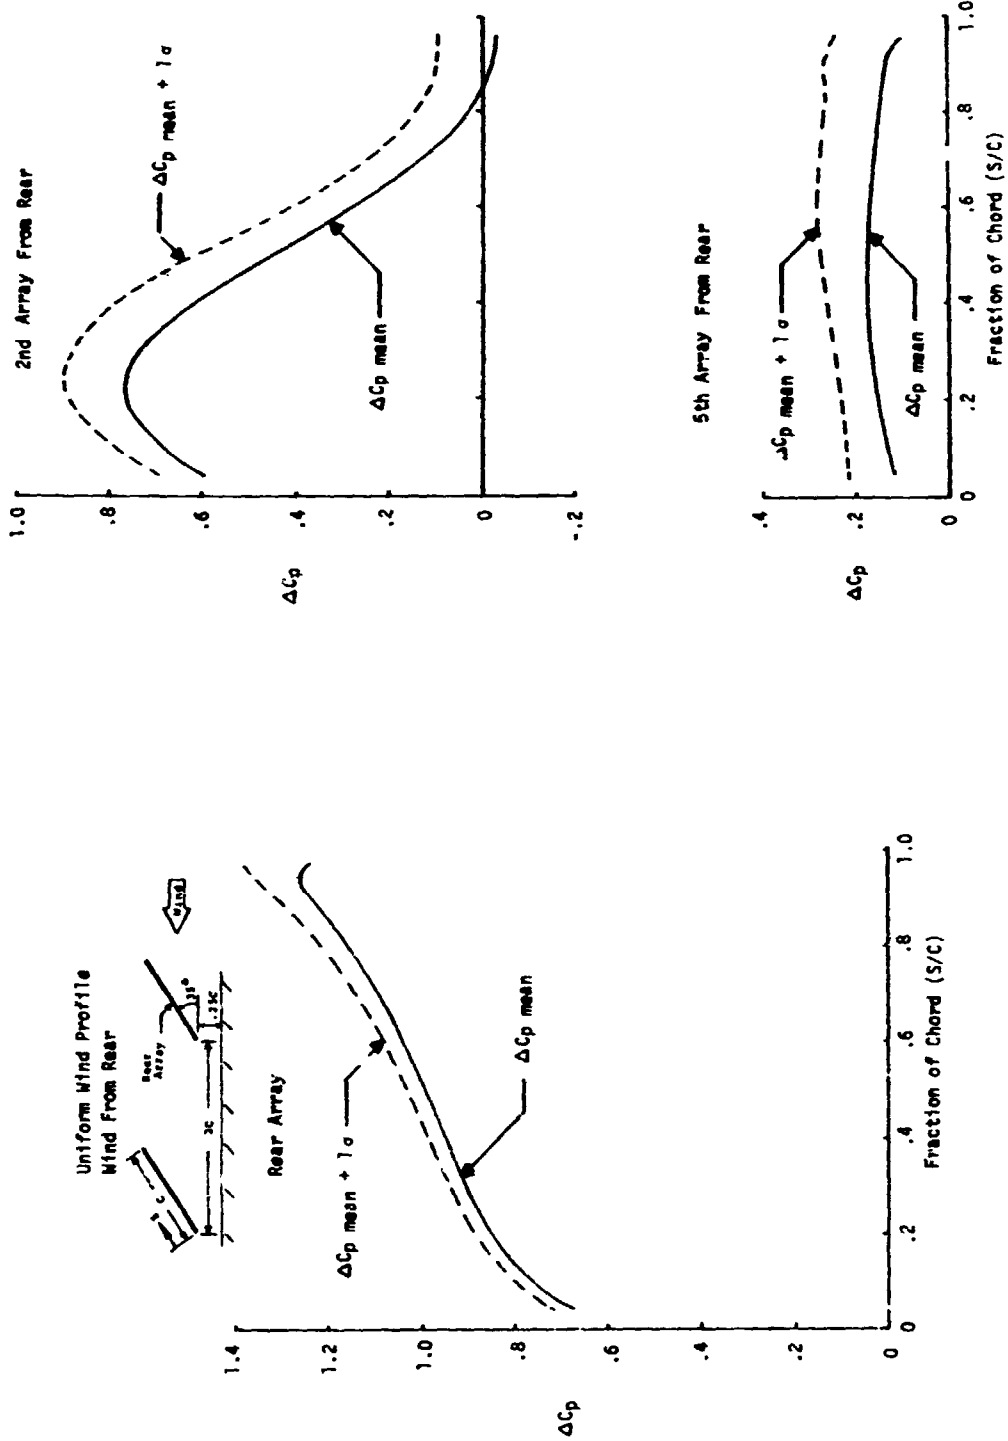 Uniform Wind Profile
Wind From Rear
Wind
Rear
Array
C
.25C
Rear Array
1.4
1.2
1.0
.8
.6
.4
.2
0
ΔCp
ΔCp mean + 1σ
ΔCp mean
0
.2
.4
.6
.8
1.0
Fraction of Chord (S/C)
2nd Array From Rear
1.0
.8
.6
.4
.2
0
-.2
ΔCp
ΔCp mean + 1σ
ΔCp mean
5th Array From Rear
.4
.2
0
ΔCp
ΔCp mean + 1σ
ΔCp mean
0
.2
.4
.6
.8
1.0
Fraction of Chord (S/C)